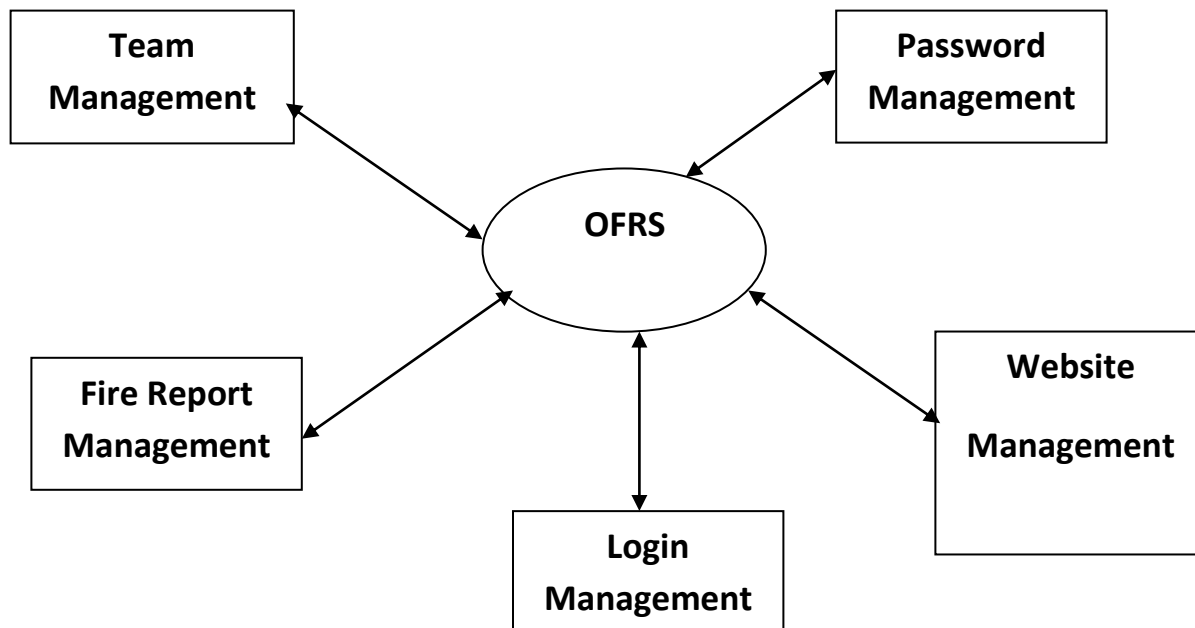 Team
Management
Password
Management
OFRS
Fire Report
Management
Website
Management
Login
Management